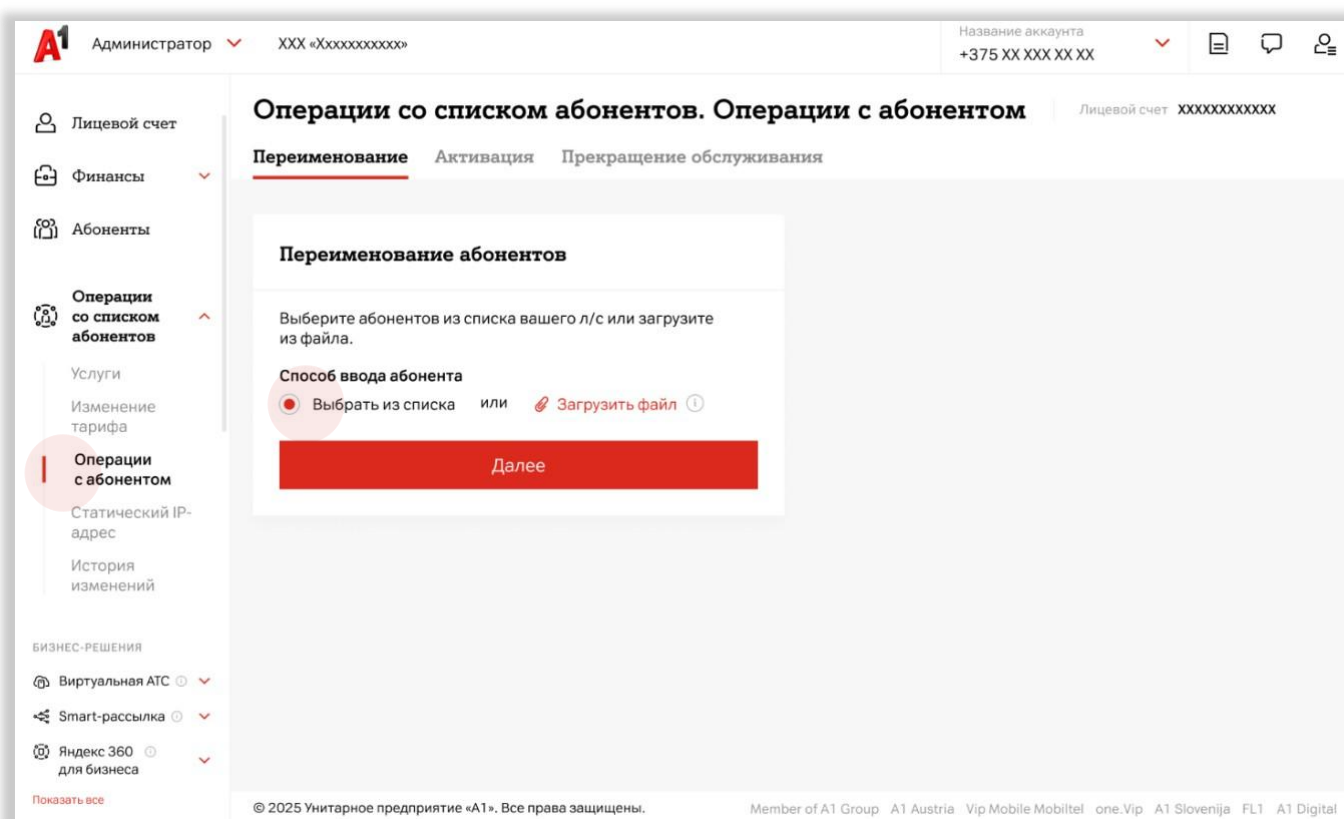 A1 Администратор XXX «Xxxxxxxxxxx» Название аккаунта
+375 XX XXX XX XX
Лицевой счет
Финансы
Абоненты
Операции
со списком
абонентов
Услуги
Изменение
тарифа
Операции
с абонентом
Статический IP-
адрес
История
изменений
БИЗНЕС-РЕШЕНИЯ
Виртуальная АТС
Smart-рассылка
Яндекс 360
для бизнеса
Показать все
Операции со списком абонентов. Операции с абонентом Лицевой счет XXXXXXXXXXXX
Переименование Активация Прекращение обслуживания
Переименование абонентов
Выберите абонентов из списка вашего л/с или загрузите
из файла.
Способ ввода абонента
Выбрать из списка или Загрузить файл
Далее
© 2025 Унитарное предприятие «А1». Все права защищены. Member of A1 Group A1 Austria Vip Mobile Mobiltel one.Vip A1 Slovenija FL1 A1 Digital